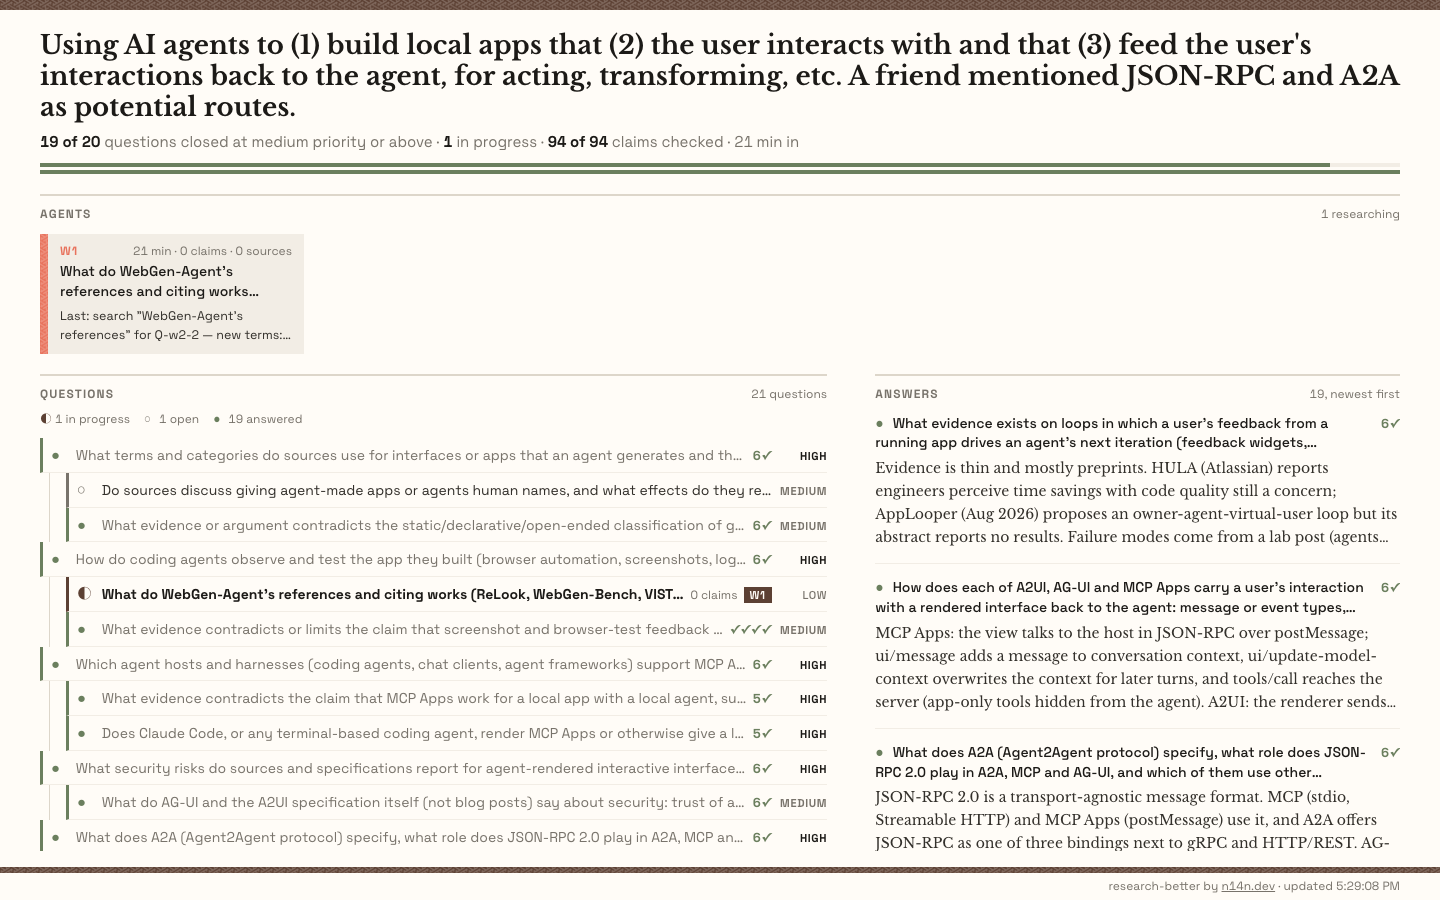 Using AI agents to (1) build local apps that (2) the user interacts with and that (3) feed the user's
interactions back to the agent, for acting, transforming, etc. A friend mentioned JSON-RPC and A2A
as potential routes.
19 of 20 questions closed at medium priority or above · 1 in progress · 94 of 94 claims checked · 21 min in
AGENTS
1 researching
W1
21 min · 0 claims · 0 sources
What do WebGen-Agent's
references and citing works…
Last: search "WebGen-Agent's
references" for Q-w2-2 — new terms:…
QUESTIONS
21 questions
◐ 1 in progress ○ 1 open ● 19 answered
● What terms and categories do sources use for interfaces or apps that an agent generates and th… 6✓ HIGH
○ Do sources discuss giving agent-made apps or agents human names, and what effects do they re… MEDIUM
● What evidence or argument contradicts the static/declarative/open-ended classification of g… 6✓ MEDIUM
● How do coding agents observe and test the app they built (browser automation, screenshots, log… 6✓ HIGH
◐ What do WebGen-Agent's references and citing works (ReLook, WebGen-Bench, VIST… 0 claims W1 LOW
● What evidence contradicts or limits the claim that screenshot and browser-test feedback … ✓✓✓✓ MEDIUM
● Which agent hosts and harnesses (coding agents, chat clients, agent frameworks) support MCP A… 6✓ HIGH
● What evidence contradicts the claim that MCP Apps work for a local app with a local agent, su… 5✓ HIGH
● Does Claude Code, or any terminal-based coding agent, render MCP Apps or otherwise give a l… 5✓ HIGH
● What security risks do sources and specifications report for agent-rendered interactive interface… 6✓ HIGH
● What do AG-UI and the A2UI specification itself (not blog posts) say about security: trust of a… 6✓ MEDIUM
● What does A2A (Agent2Agent protocol) specify, what role does JSON-RPC 2.0 play in A2A, MCP an… 6✓ HIGH
ANSWERS
19, newest first
● What evidence exists on loops in which a user's feedback from a 6✓
running app drives an agent's next iteration (feedback widgets,…
Evidence is thin and mostly preprints. HULA (Atlassian) reports
engineers perceive time savings with code quality still a concern;
AppLooper (Aug 2026) proposes an owner-agent-virtual-user loop but its
abstract reports no results. Failure modes come from a lab post (agents…
● How does each of A2UI, AG-UI and MCP Apps carry a user's interaction 6✓
with a rendered interface back to the agent: message or event types,…
MCP Apps: the view talks to the host in JSON-RPC over postMessage;
ui/message adds a message to conversation context, ui/update-model-
context overwrites the context for later turns, and tools/call reaches the
server (app-only tools hidden from the agent). A2UI: the renderer sends…
● What does A2A (Agent2Agent protocol) specify, what role does JSON- 6✓
RPC 2.0 play in A2A, MCP and AG-UI, and which of them use other…
JSON-RPC 2.0 is a transport-agnostic message format. MCP (stdio,
Streamable HTTP) and MCP Apps (postMessage) use it, and A2A offers
JSON-RPC as one of three bindings next to gRPC and HTTP/REST. AG-
research-better by n14n.dev · updated 5:29:08 PM